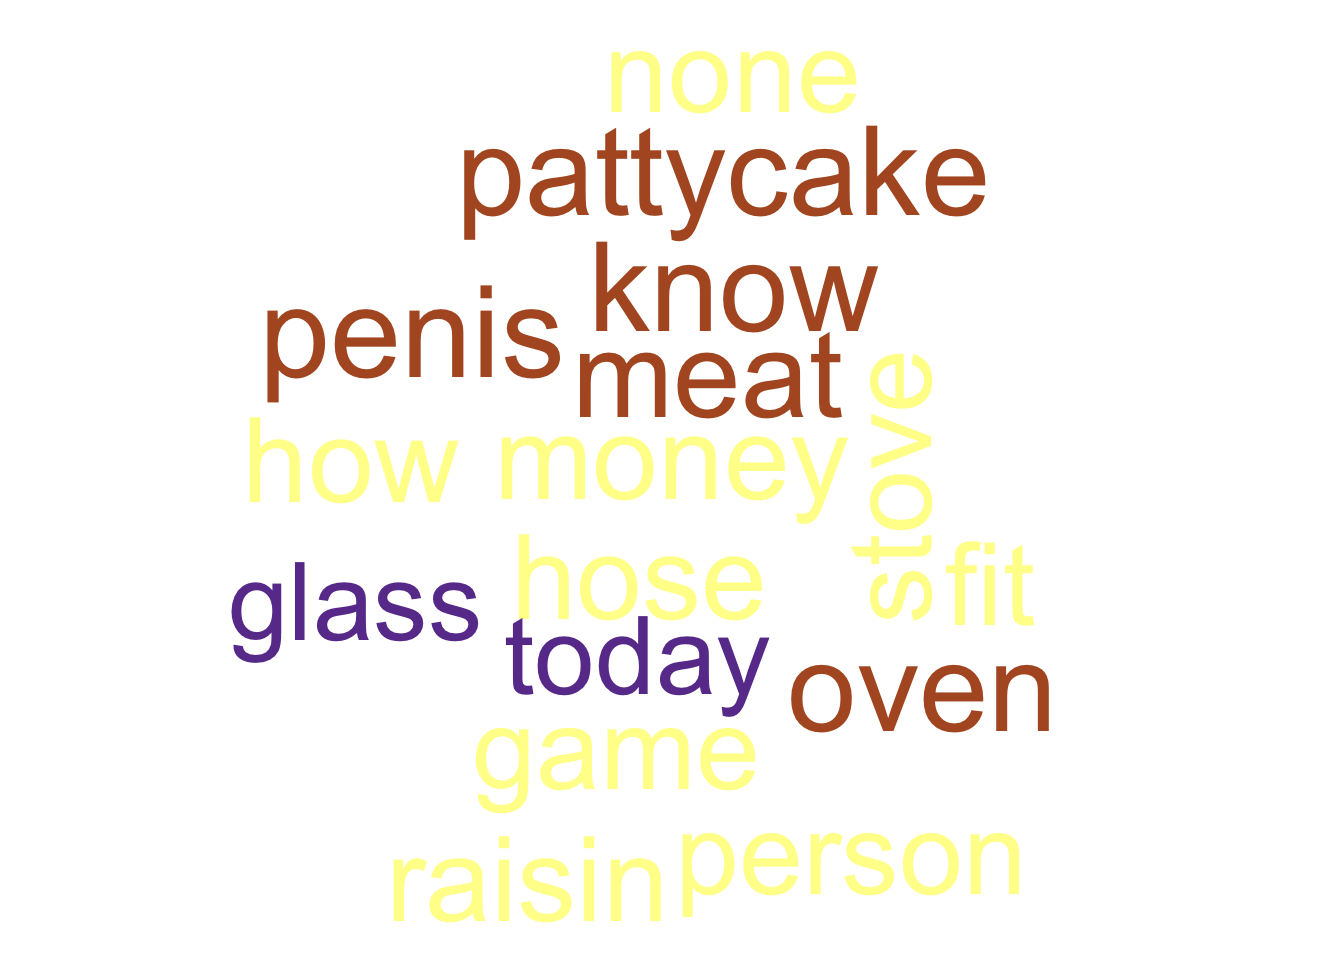 none
pattycake
know
penis
meat
stove
how money
hose
fit
glass
today
oven
game
person
raisin